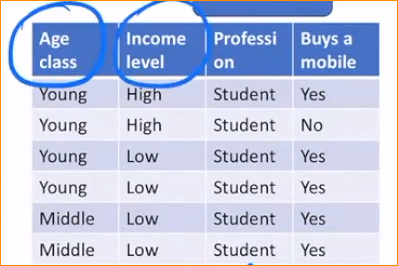 Age class Income level Professi on Buys a mobile
Young High Student Yes
Young High Student No
Young Low Student Yes
Young Low Student Yes
Middle Low Student Yes
Middle Low Student Yes